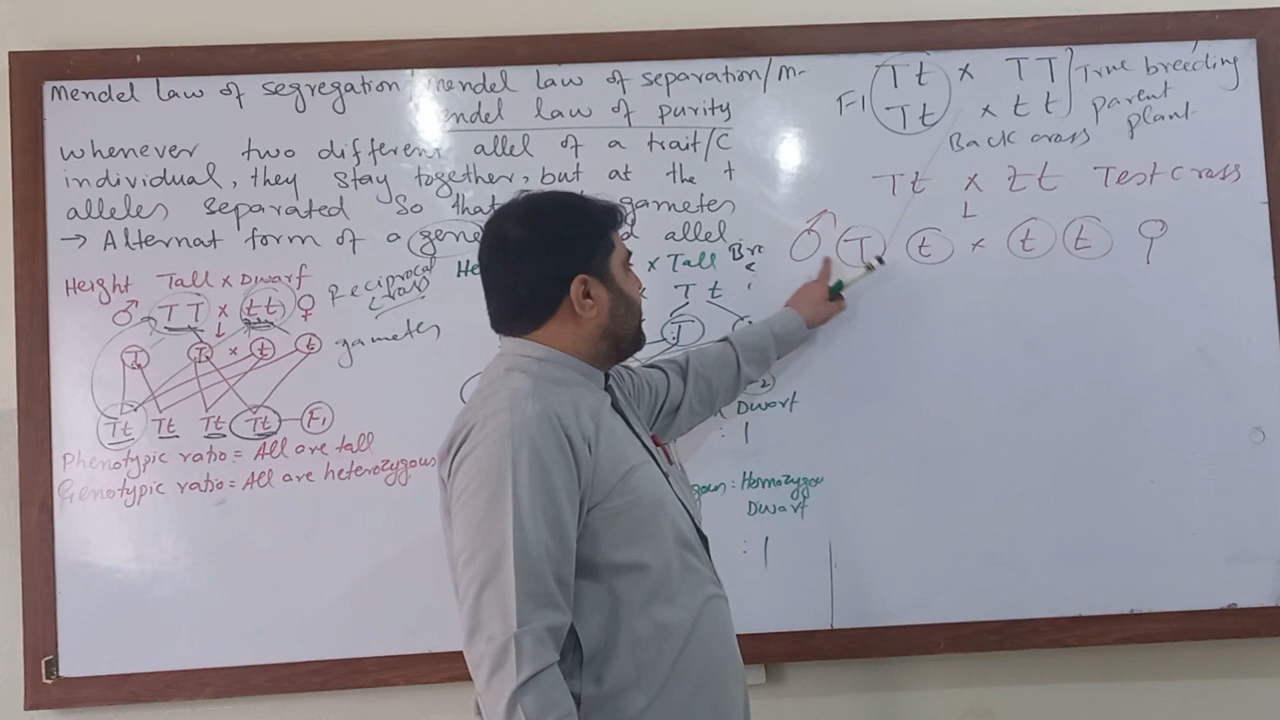 Mendel law of segregation/mendel law of separation/m-
endel law of purity
whenever two different allel of a trait/C
individual, they stay together, but at the t
alleles separated so that gametes
→ Alternat form of a gene allel
Height Tall x Dwarf
♂ TT x tt ♀ Reciprocal
cross
T T x t t gametes
Tt Tt Tt Tt F1
Phenotypic ratio = All are tall
Genotypic ratio = All are heterozygous
He x Tall
Tt
T
Dwarf
: 1
: Homozygou
Dwarf
: 1
F1 Tt x TT True breeding
Tt x tt parent
plant
Back cross
Tt x tt Test cross
♂ T t x t t ♀